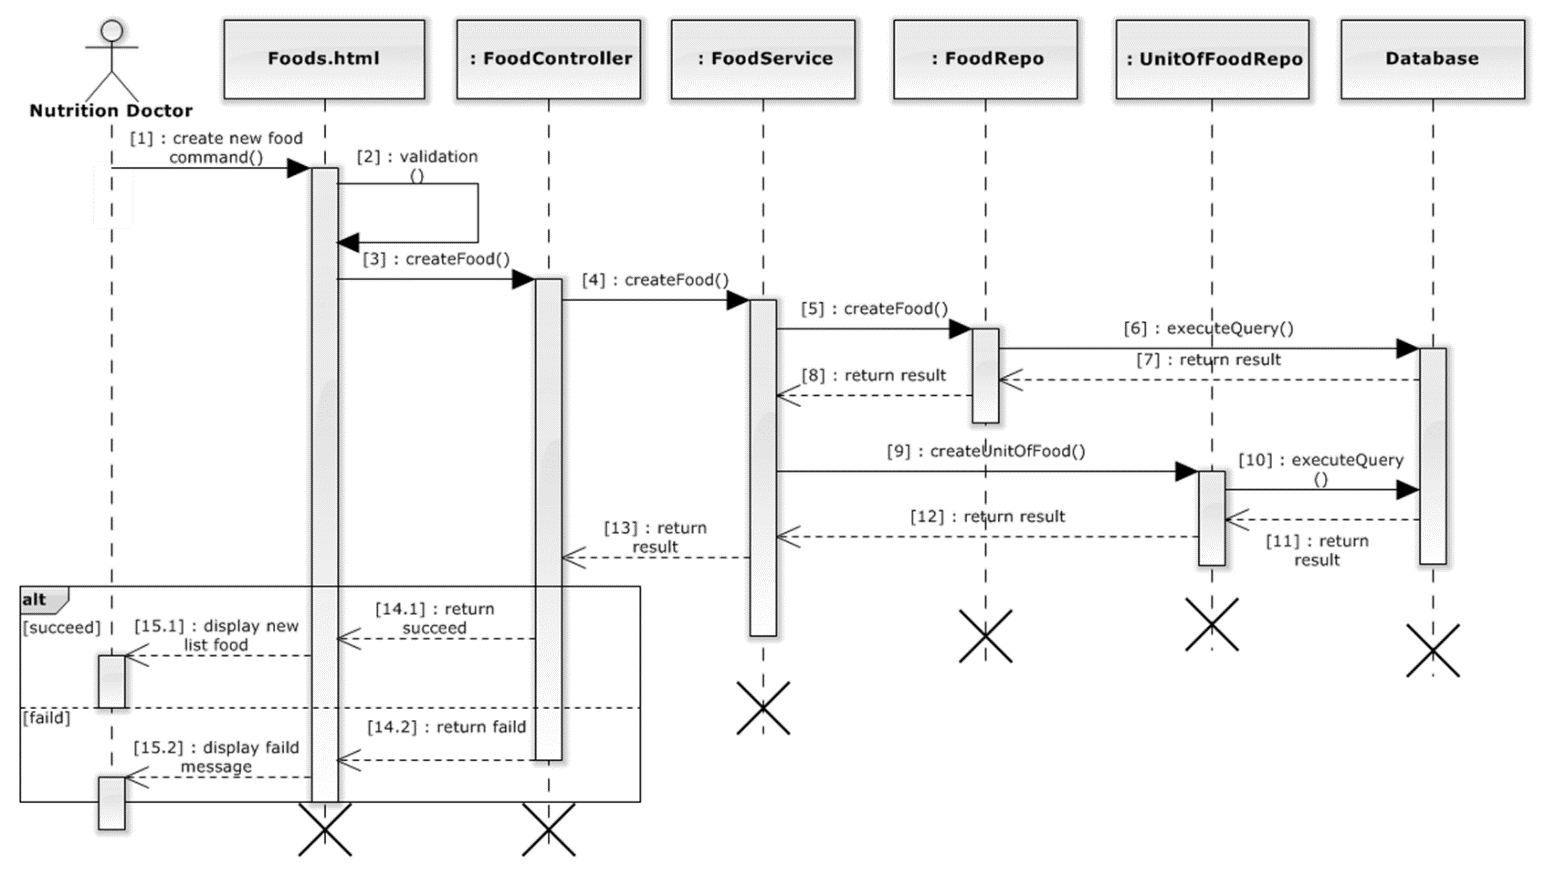 Nutrition Doctor
Foods.html
: FoodController
: FoodService
: FoodRepo
: UnitOfFoodRepo
Database
[1] : create new food
command()
[2] : validation
()
[3] : createFood()
[4] : createFood()
[5] : createFood()
[6] : executeQuery()
[7] : return result
[8] : return result
[9] : createUnitOfFood()
[10] : executeQuery
()
[11] : return
result
[12] : return result
[13] : return
result
alt
[succeed]
[14.1] : return
succeed
[15.1] : display new
list food
[faild]
[14.2] : return faild
[15.2] : display faild
message